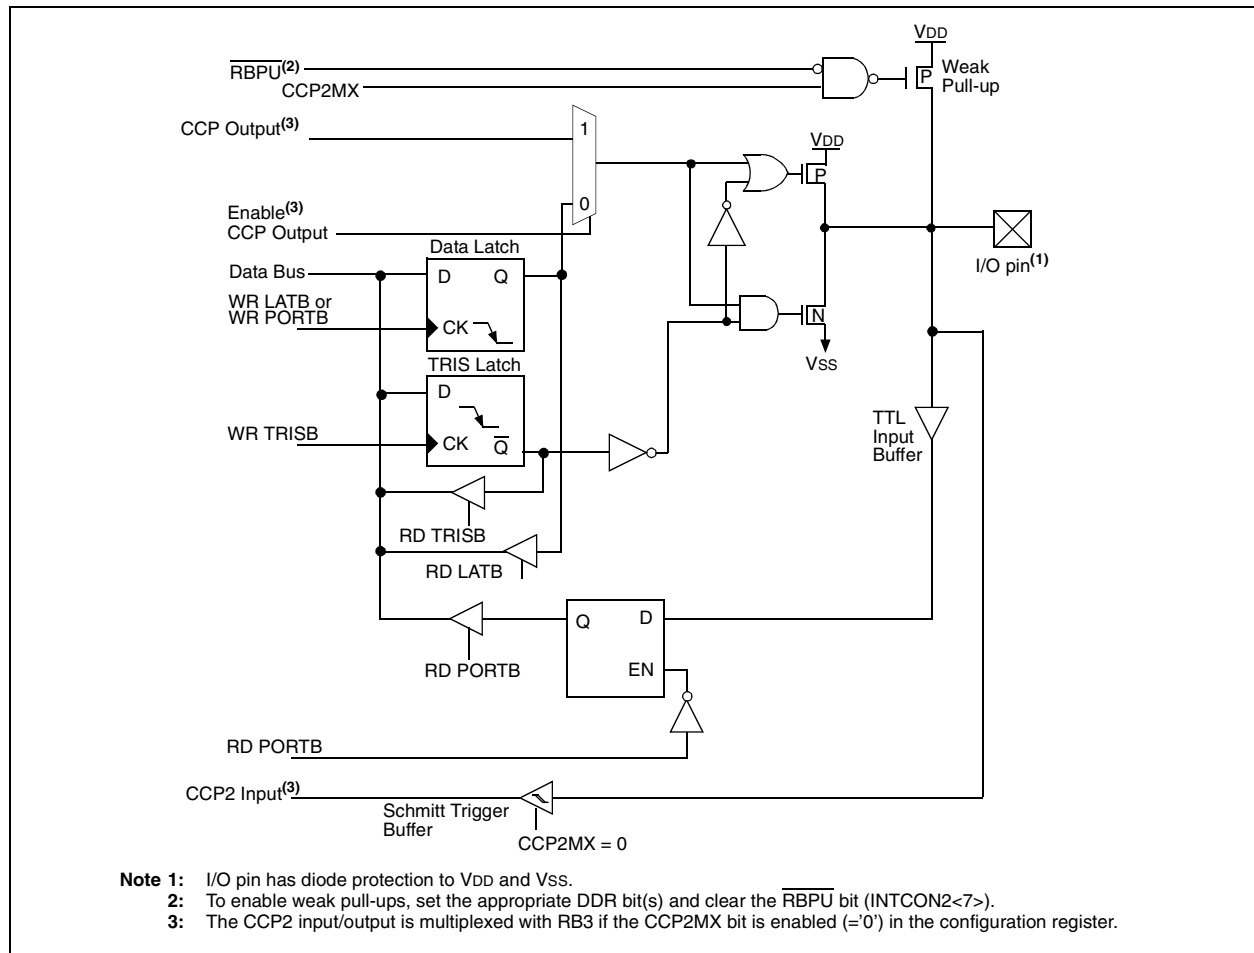 VDD
RBPU(2)
Weak
Pull-up
P
CCP2MX
CCP Output(3)
1
VDD
P
0
Enable(3)
CCP Output
I/O pin(1)
Data Latch
Data Bus
D Q
WR LATB or
WR PORTB
CK
N
VSS
TRIS Latch
D
TTL
Input
Buffer
WR TRISB
CK Q
RD TRISB
RD LATB
Q D
RD PORTB
EN
RD PORTB
CCP2 Input(3)
Schmitt Trigger
Buffer
CCP2MX = 0
Note 1: I/O pin has diode protection to VDD and VSS.
2: To enable weak pull-ups, set the appropriate DDR bit(s) and clear the RBPU bit (INTCON2<7>).
3: The CCP2 input/output is multiplexed with RB3 if the CCP2MX bit is enabled (='0') in the configuration register.